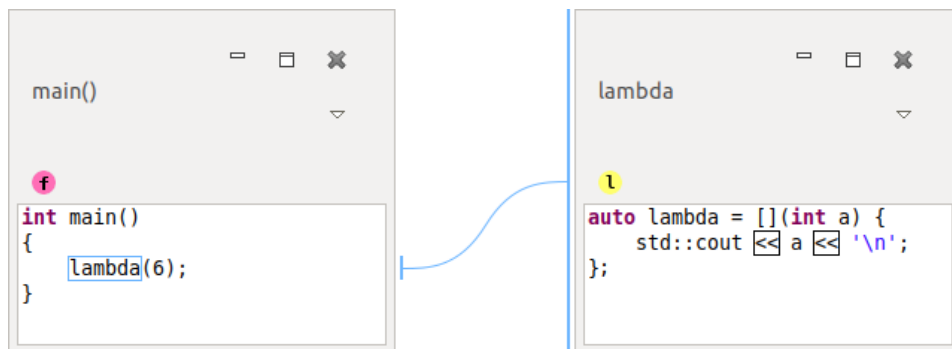 main()
f
int main()
{
    lambda(6);
}
lambda
l
auto lambda = [](int a) {
    std::cout << a << '\n';
};